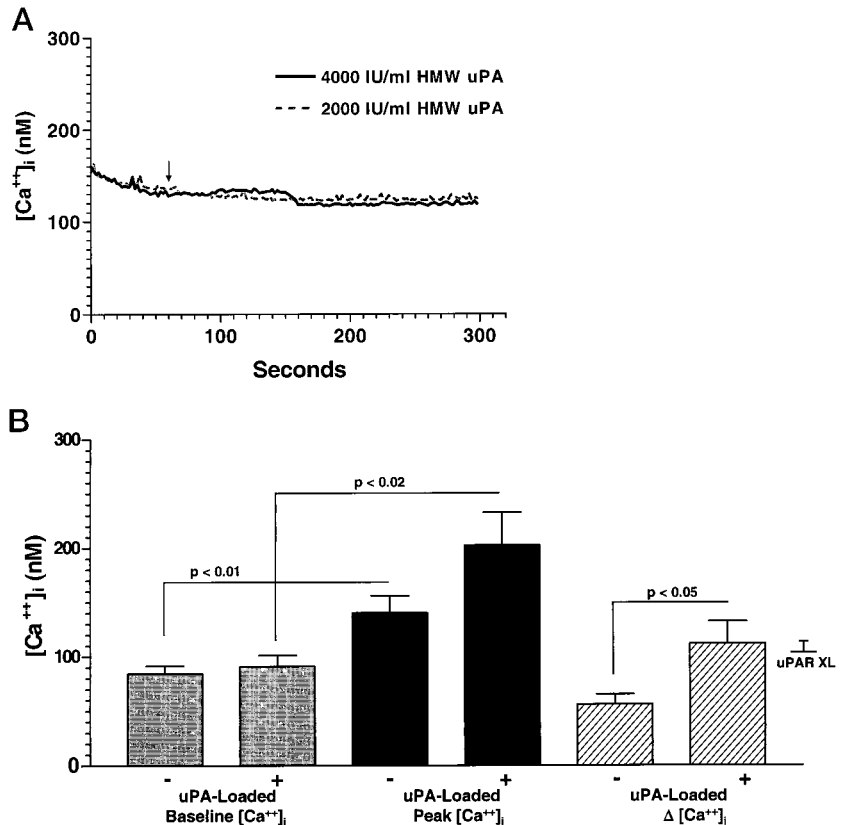 A
300
200
100
0
[Ca++]i (nM)
4000 IU/ml HMW uPA
2000 IU/ml HMW uPA
0 100 200 300
Seconds
B
300
200
100
0
[Ca++]i (nM)
p < 0.02
p < 0.01
p < 0.05
uPAR XL
- + - + - +
uPA-Loaded uPA-Loaded uPA-Loaded
Baseline [Ca++]i Peak [Ca++]i Δ [Ca++]i